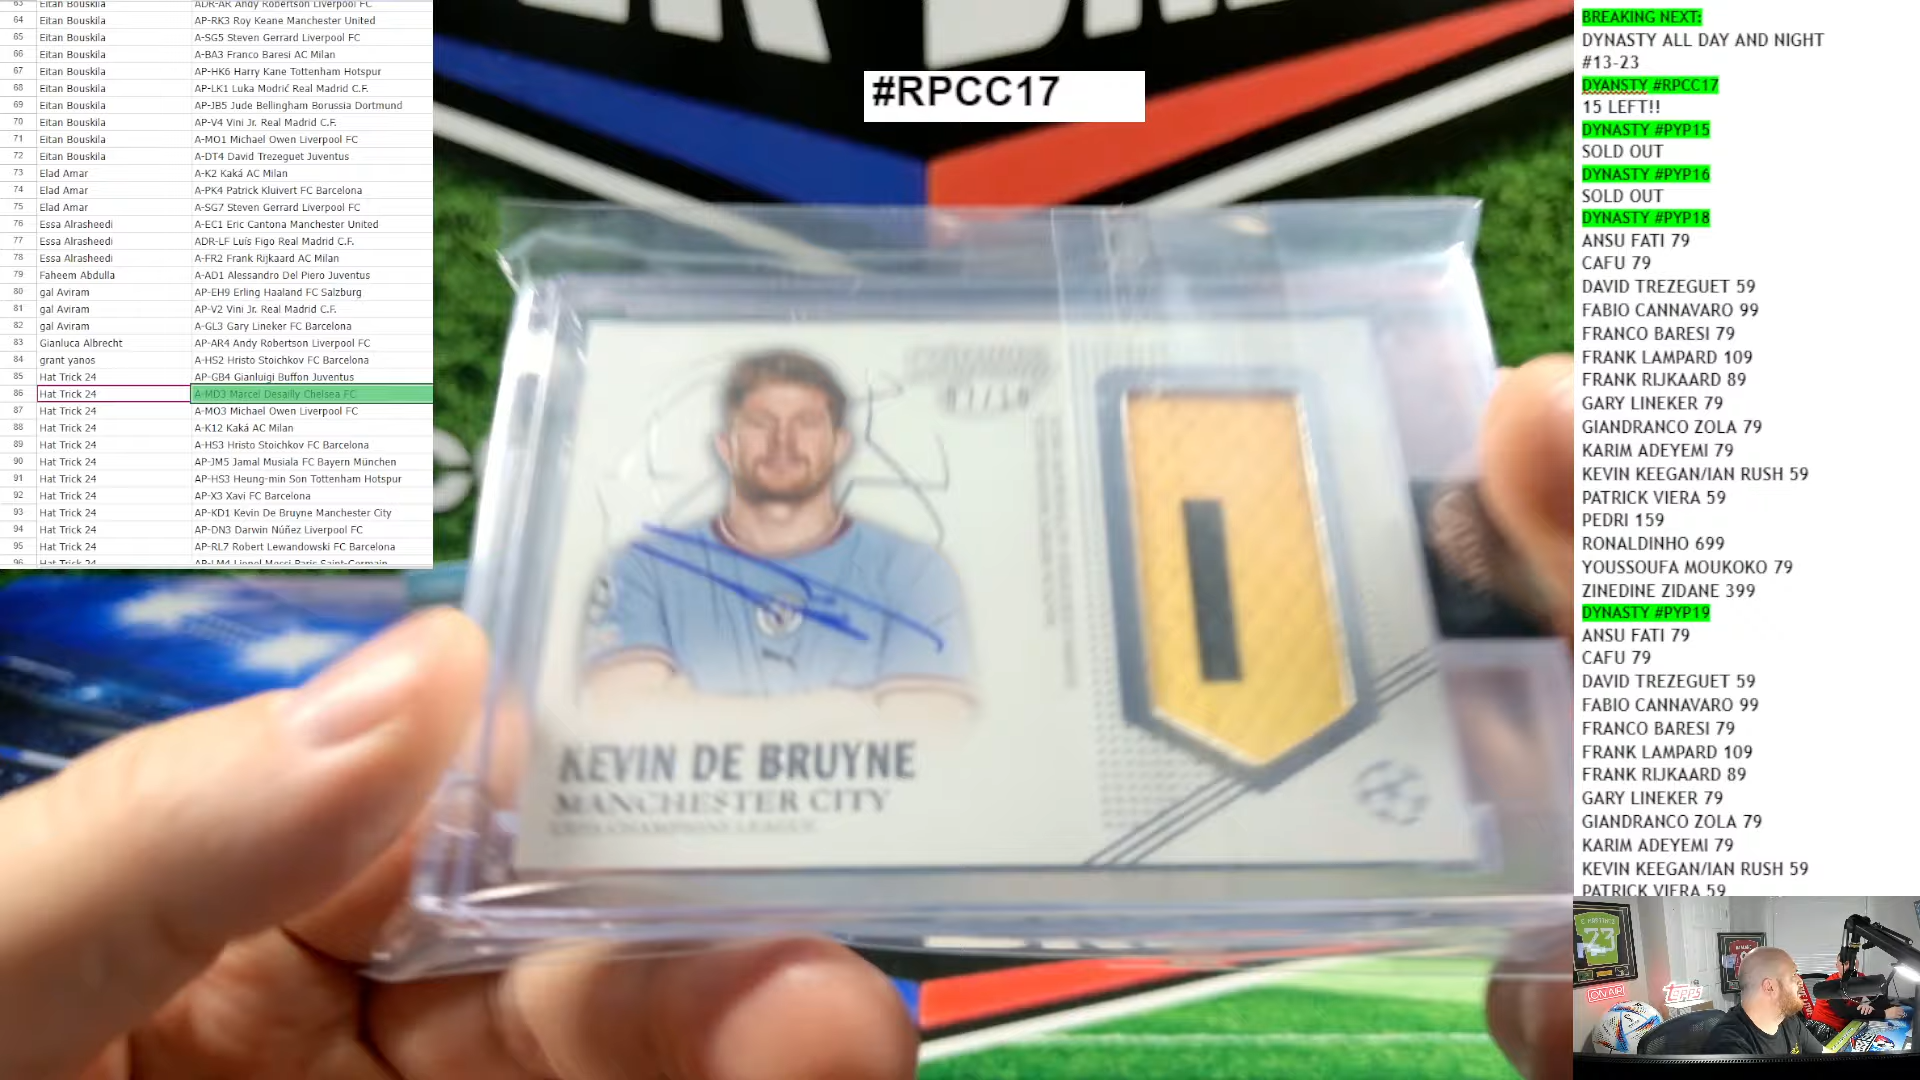 64 Eitan Bouskila AP-RK3 Roy Keane Manchester United
65 Eitan Bouskila A-SG5 Steven Gerrard Liverpool FC
66 Eitan Bouskila A-BA3 Franco Baresi AC Milan
67 Eitan Bouskila AP-HK6 Harry Kane Tottenham Hotspur
68 Eitan Bouskila AP-LK1 Luka Modrić Real Madrid C.F.
69 Eitan Bouskila AP-JB5 Jude Bellingham Borussia Dortmund
70 Eitan Bouskila AP-V4 Vini Jr. Real Madrid C.F.
71 Eitan Bouskila A-MO1 Michael Owen Liverpool FC
72 Eitan Bouskila A-DT4 David Trezeguet Juventus
73 Elad Amar A-K2 Kaká AC Milan
74 Elad Amar A-PK4 Patrick Kluivert FC Barcelona
75 Elad Amar A-SG7 Steven Gerrard Liverpool FC
76 Essa Alrasheedi A-EC1 Eric Cantona Manchester United
77 Essa Alrasheedi ADR-LF Luís Figo Real Madrid C.F.
78 Essa Alrasheedi A-FR2 Frank Rijkaard AC Milan
79 Faheem Abdulla A-AD1 Alessandro Del Piero Juventus
80 gal Aviram AP-EH9 Erling Haaland FC Salzburg
81 gal Aviram AP-V2 Vini Jr. Real Madrid C.F.
82 gal Aviram A-GL3 Gary Lineker FC Barcelona
83 Gianluca Albrecht AP-AR4 Andy Robertson Liverpool FC
84 grant yanos A-HS2 Hristo Stoichkov FC Barcelona
85 Hat Trick 24 AP-GB4 Gianluigi Buffon Juventus
86 Hat Trick 24 A-MD3 Marcel Desailly Chelsea FC
87 Hat Trick 24 A-MO3 Michael Owen Liverpool FC
88 Hat Trick 24 A-K12 Kaká AC Milan
89 Hat Trick 24 A-HS3 Hristo Stoichkov FC Barcelona
90 Hat Trick 24 AP-JM5 Jamal Musiala FC Bayern München
91 Hat Trick 24 AP-HS3 Heung-min Son Tottenham Hotspur
92 Hat Trick 24 AP-X3 Xavi FC Barcelona
93 Hat Trick 24 AP-KD1 Kevin De Bruyne Manchester City
94 Hat Trick 24 AP-DN3 Darwin Núñez Liverpool FC
95 Hat Trick 24 AP-RL7 Robert Lewandowski FC Barcelona
#RPCC17
KEVIN DE BRUYNE
MANCHESTER CITY
UEFA CHAMPIONS LEAGUE
BREAKING NEXT:
DYNASTY ALL DAY AND NIGHT
#13-23
DYANSTY #RPCC17
15 LEFT!!
DYNASTY #PYP15
SOLD OUT
DYNASTY #PYP16
SOLD OUT
DYNASTY #PYP18
ANSU FATI 79
CAFU 79
DAVID TREZEGUET 59
FABIO CANNAVARO 99
FRANCO BARESI 79
FRANK LAMPARD 109
FRANK RIJKAARD 89
GARY LINEKER 79
GIANDRANCO ZOLA 79
KARIM ADEYEMI 79
KEVIN KEEGAN/IAN RUSH 59
PATRICK VIERA 59
PEDRI 159
RONALDINHO 699
YOUSSOUFA MOUKOKO 79
ZINEDINE ZIDANE 399
DYNASTY #PYP19
ANSU FATI 79
CAFU 79
DAVID TREZEGUET 59
FABIO CANNAVARO 99
FRANCO BARESI 79
FRANK LAMPARD 109
FRANK RIJKAARD 89
GARY LINEKER 79
GIANDRANCO ZOLA 79
KARIM ADEYEMI 79
KEVIN KEEGAN/IAN RUSH 59
PATRICK VIERA 59
73
ON AIR
topps